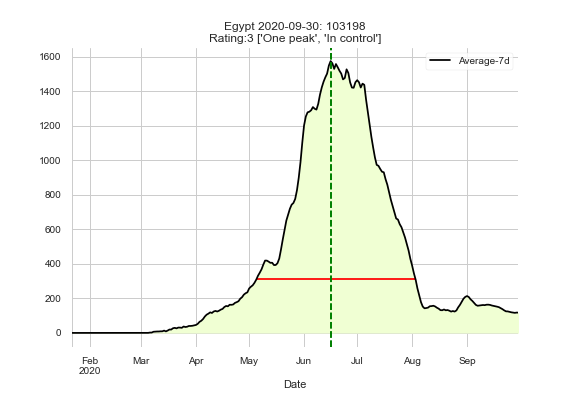 Egypt 2020-09-30: 103198
Rating:3 ['One peak', 'In control']
Average-7d
1600
1400
1200
1000
800
600
400
200
0
Feb Mar Apr May Jun Jul Aug Sep
2020
Date